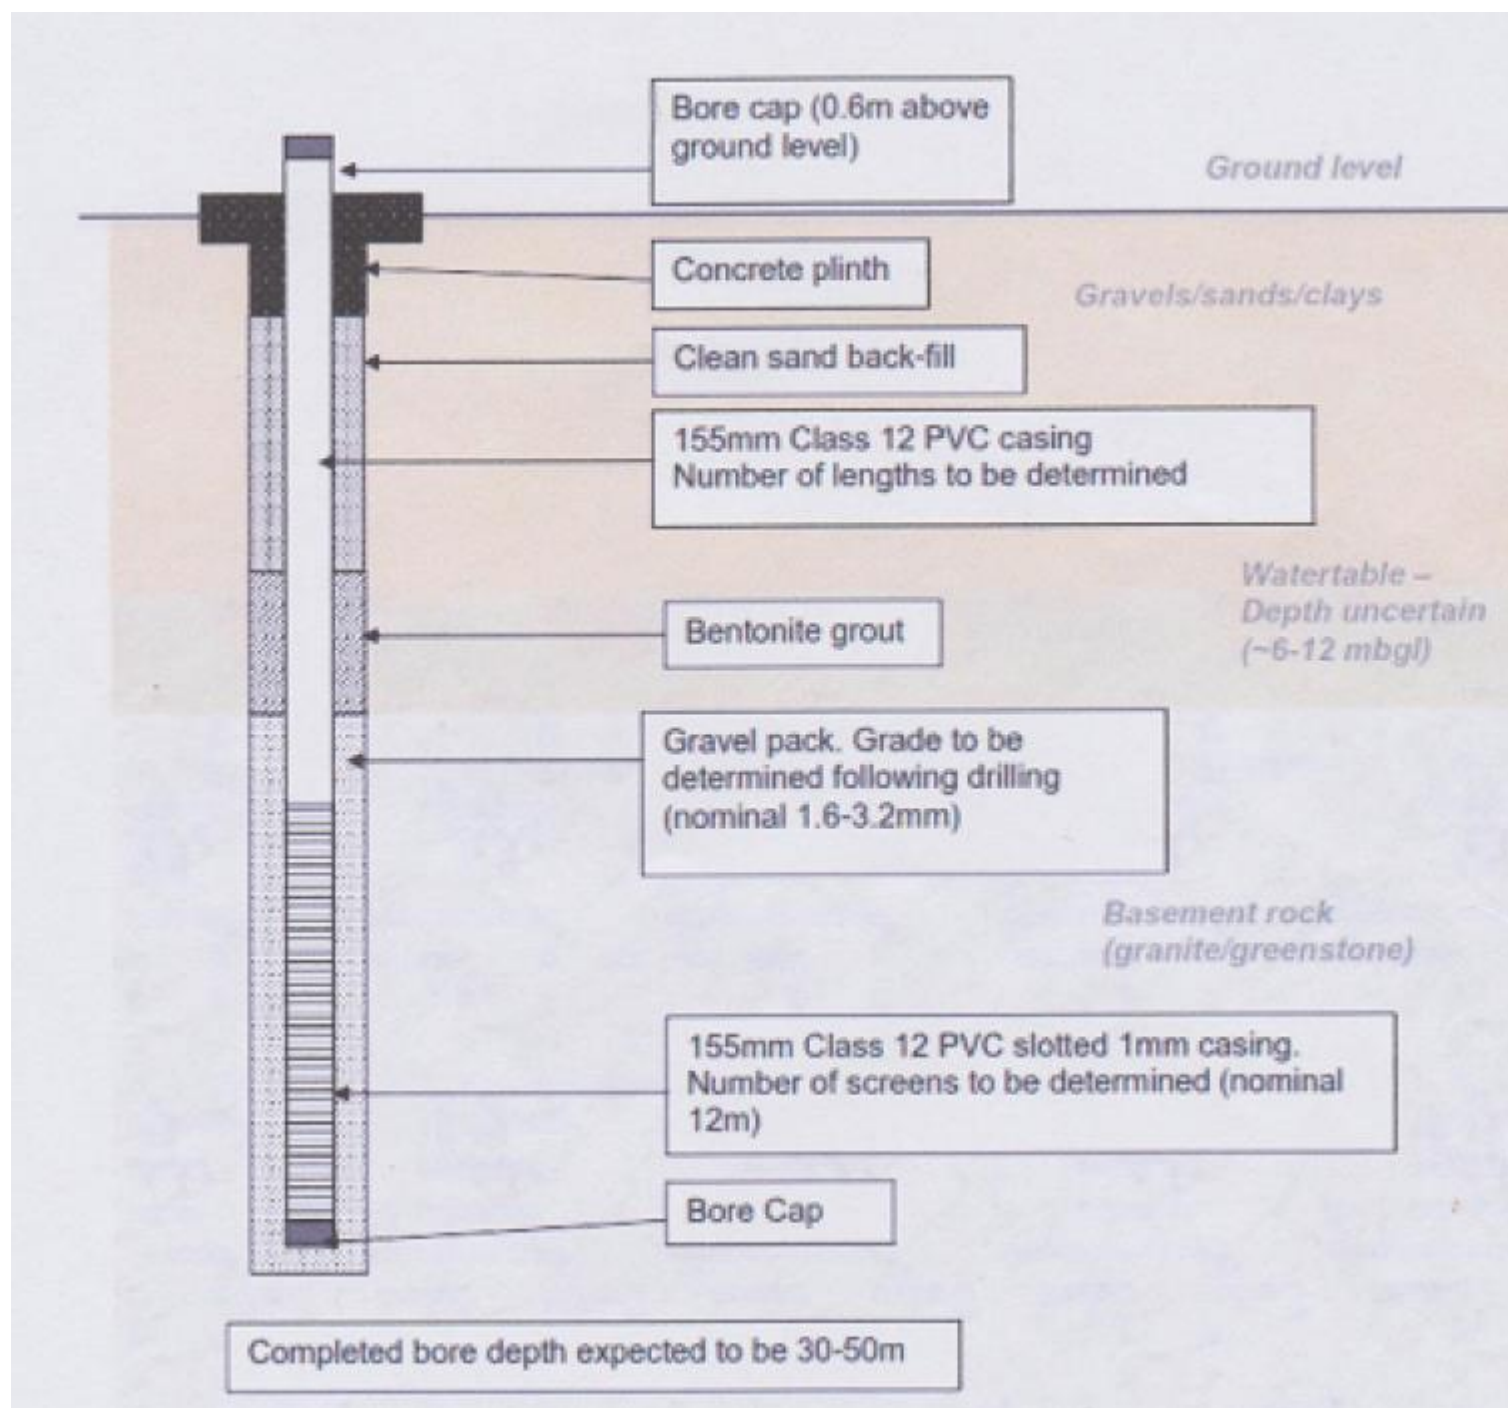 Bore cap (0.6m above
ground level)
Ground level
Concrete plinth
Gravels/sands/clays
Clean sand back-fill
155mm Class 12 PVC casing
Number of lengths to be determined
Watertable –
Depth uncertain
(~6-12 mbgl)
Bentonite grout
Gravel pack. Grade to be
determined following drilling
(nominal 1.6-3.2mm)
Basement rock
(granite/greenstone)
155mm Class 12 PVC slotted 1mm casing.
Number of screens to be determined (nominal
12m)
Bore Cap
Completed bore depth expected to be 30-50m